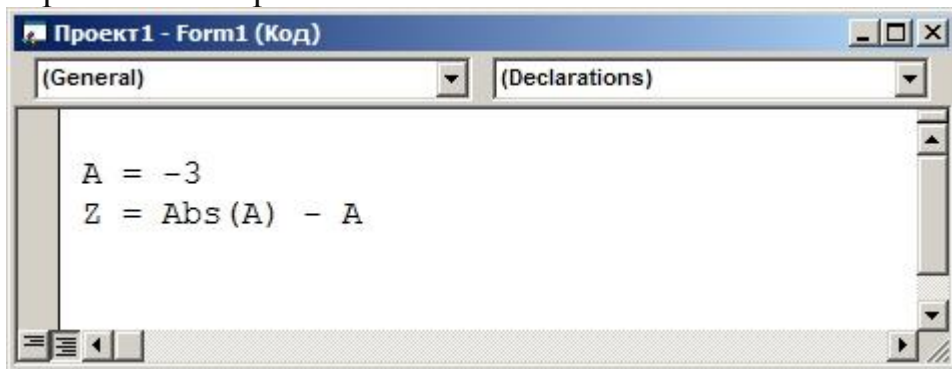 Проект1 - Form1 (Код)
(General) (Declarations)
A = -3
Z = Abs(A) - A